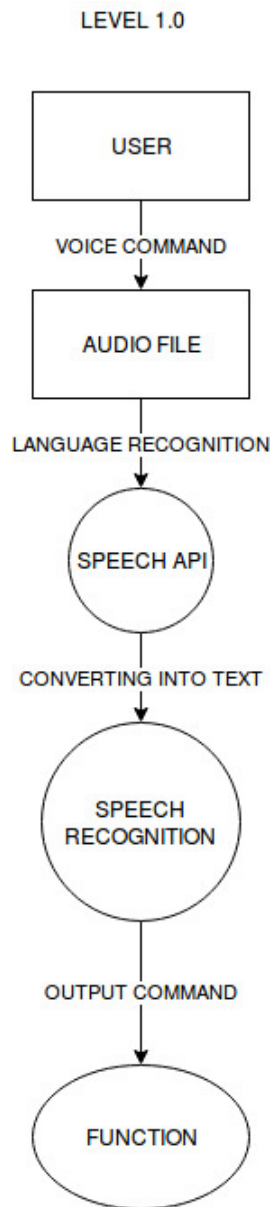 LEVEL 1.0
USER
VOICE COMMAND
AUDIO FILE
LANGUAGE RECOGNITION
SPEECH API
CONVERTING INTO TEXT
SPEECH
RECOGNITION
OUTPUT COMMAND
FUNCTION